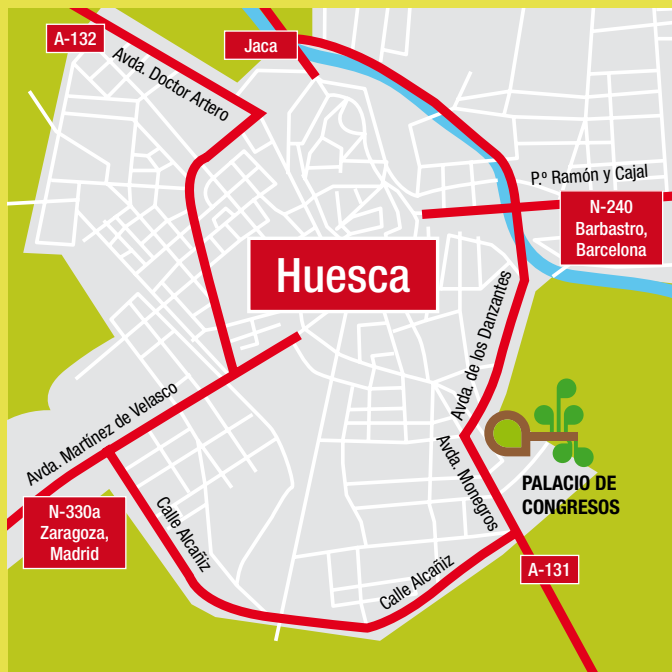 A-132
Jaca
Avda. Doctor Artero
P.º Ramón y Cajal
N-240
Barbastro,
Barcelona
Huesca
Avda. de los Danzantes
Avda. Martínez de Velasco
Avda. Monegros
PALACIO DE
CONGRESOS
N-330a
Zaragoza,
Madrid
Calle Alcañiz
Calle Alcañiz
A-131